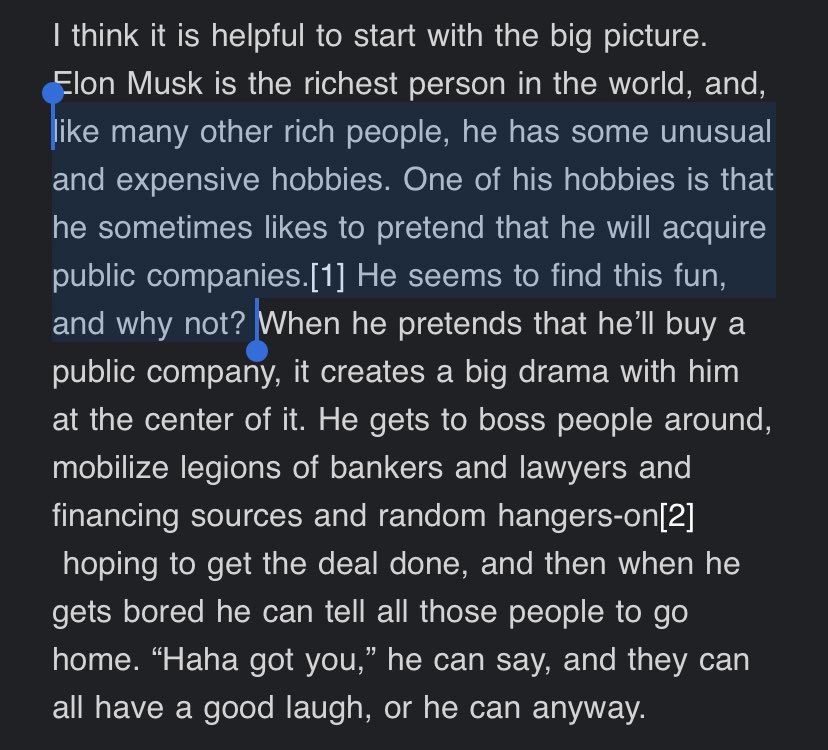 I think it is helpful to start with the big picture.
Elon Musk is the richest person in the world, and,
like many other rich people, he has some unusual
and expensive hobbies. One of his hobbies is that
he sometimes likes to pretend that he will acquire
public companies.[1] He seems to find this fun,
and why not? When he pretends that he’ll buy a
public company, it creates a big drama with him
at the center of it. He gets to boss people around,
mobilize legions of bankers and lawyers and
financing sources and random hangers-on[2]
hoping to get the deal done, and then when he
gets bored he can tell all those people to go
home. “Haha got you,” he can say, and they can
all have a good laugh, or he can anyway.